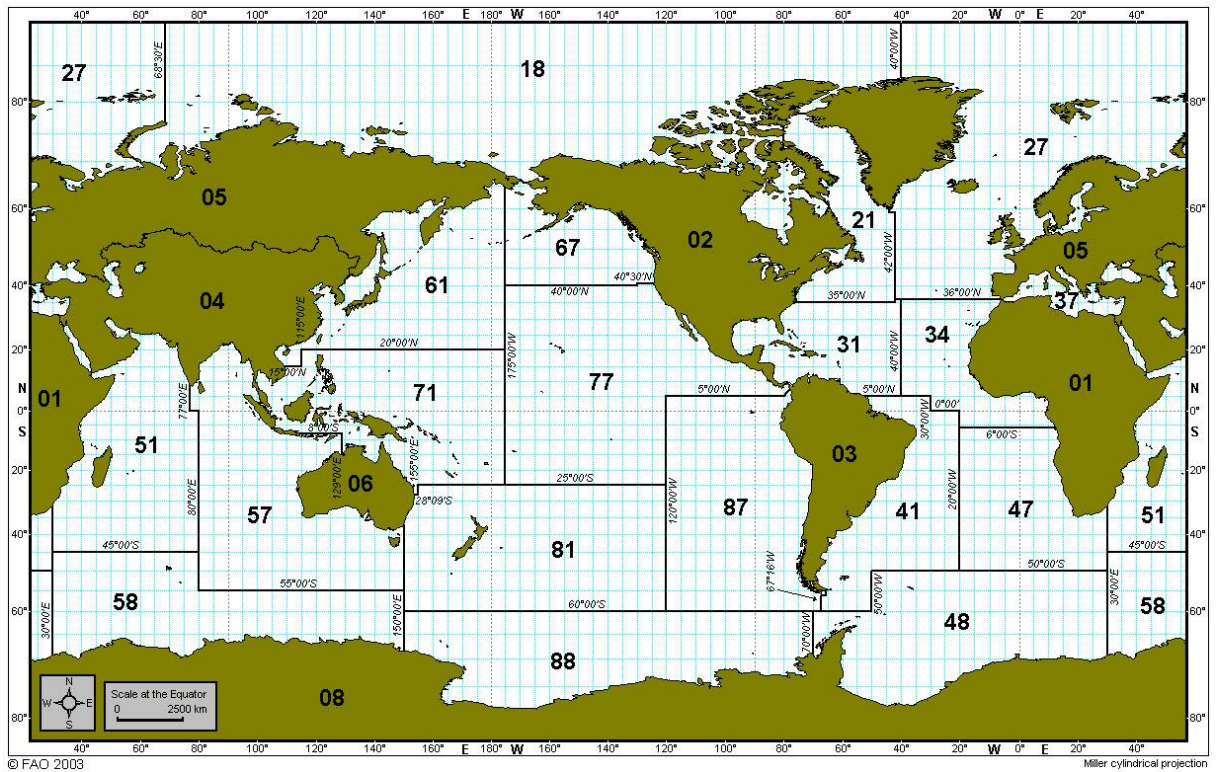 40° 60° 80° 100° 120° 140° 160° E 180° W 160° 140° 120° 100° 80° 60° 40° W 0° E 20° 40°
68°30'E
40°00'W
27
18
80°
80°
27
05
60°
60°
21
02
05
67
42°00'W
40°30'N
40°
40°
61
04
40°00'N
35°00'N
36°00'N
37
115°00'E
20°00'N
175°00'W
31
34
40°00'W
20°
20°
15°00'N
01
77°00'E
71
77
5°00'N
5°00'N
01
N
N
0°
0°
S
S
0°00'
30°00'W
8°00'S
6°00'S
51
155°00'E
03
20°
20°
129°00'E
06
25°00'S
20°00'W
80°00'E
28°09'S
120°00'W
57
87
41
47
51
40°
40°
45°00'S
81
45°00'S
50°00'S
55°00'S
67°16'W
50°00'W
30°00'E
58
60°00'S
58
60°
60°
30°00'E
150°00'E
70°00'W
48
88
08
N
W E
S
Scale at the Equator
0 2500 km
80°
80°
40° 60° 80° 100° 120° 140° 160° E 180° W 160° 140° 120° 100° 80° 60° 40° W 0° E 20° 40°
© FAO 2003
Miller cylindrical projection